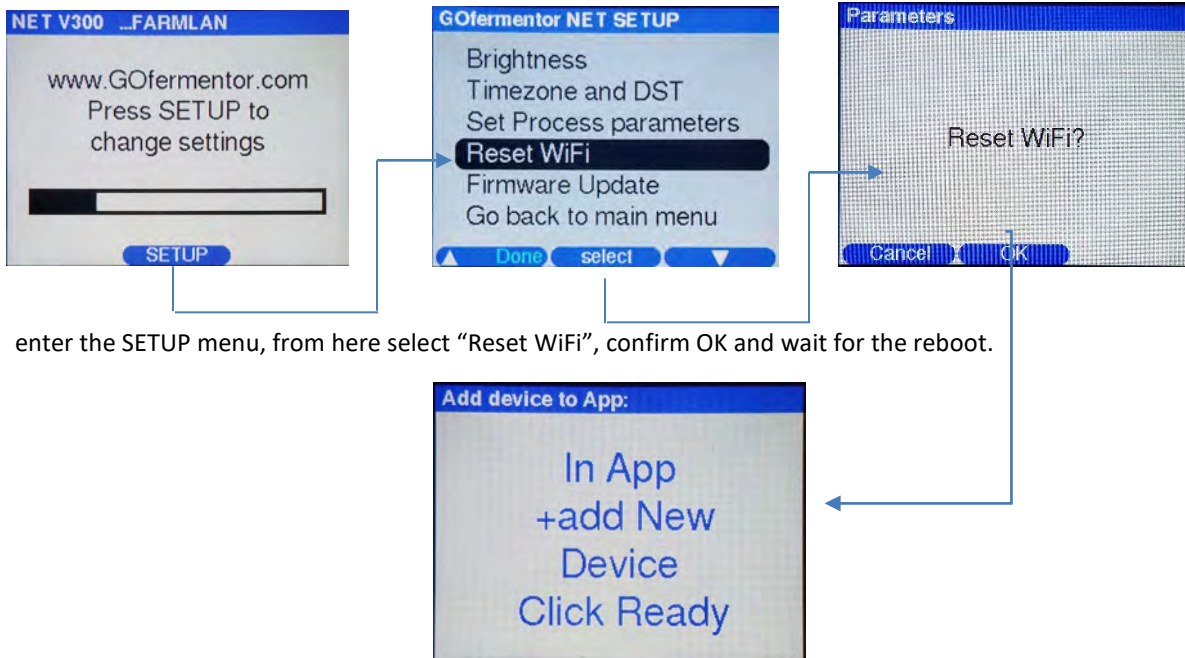 NET V300 ...FARMLAN
www.GOfermentor.com
Press SETUP to
change settings
SETUP
GOfermentor NET SETUP
Brightness
Timezone and DST
Set Process parameters
Reset WiFi
Firmware Update
Go back to main menu
Done select
Parameters
Reset WiFi?
Cancel OK
enter the SETUP menu, from here select “Reset WiFi”, confirm OK and wait for the reboot.
Add device to App:
In App
+add New
Device
Click Ready